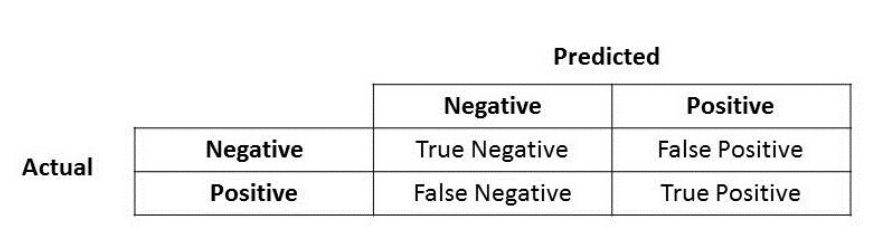 Predicted
Negative Positive
Negative True Negative False Positive
Actual
Positive False Negative True Positive